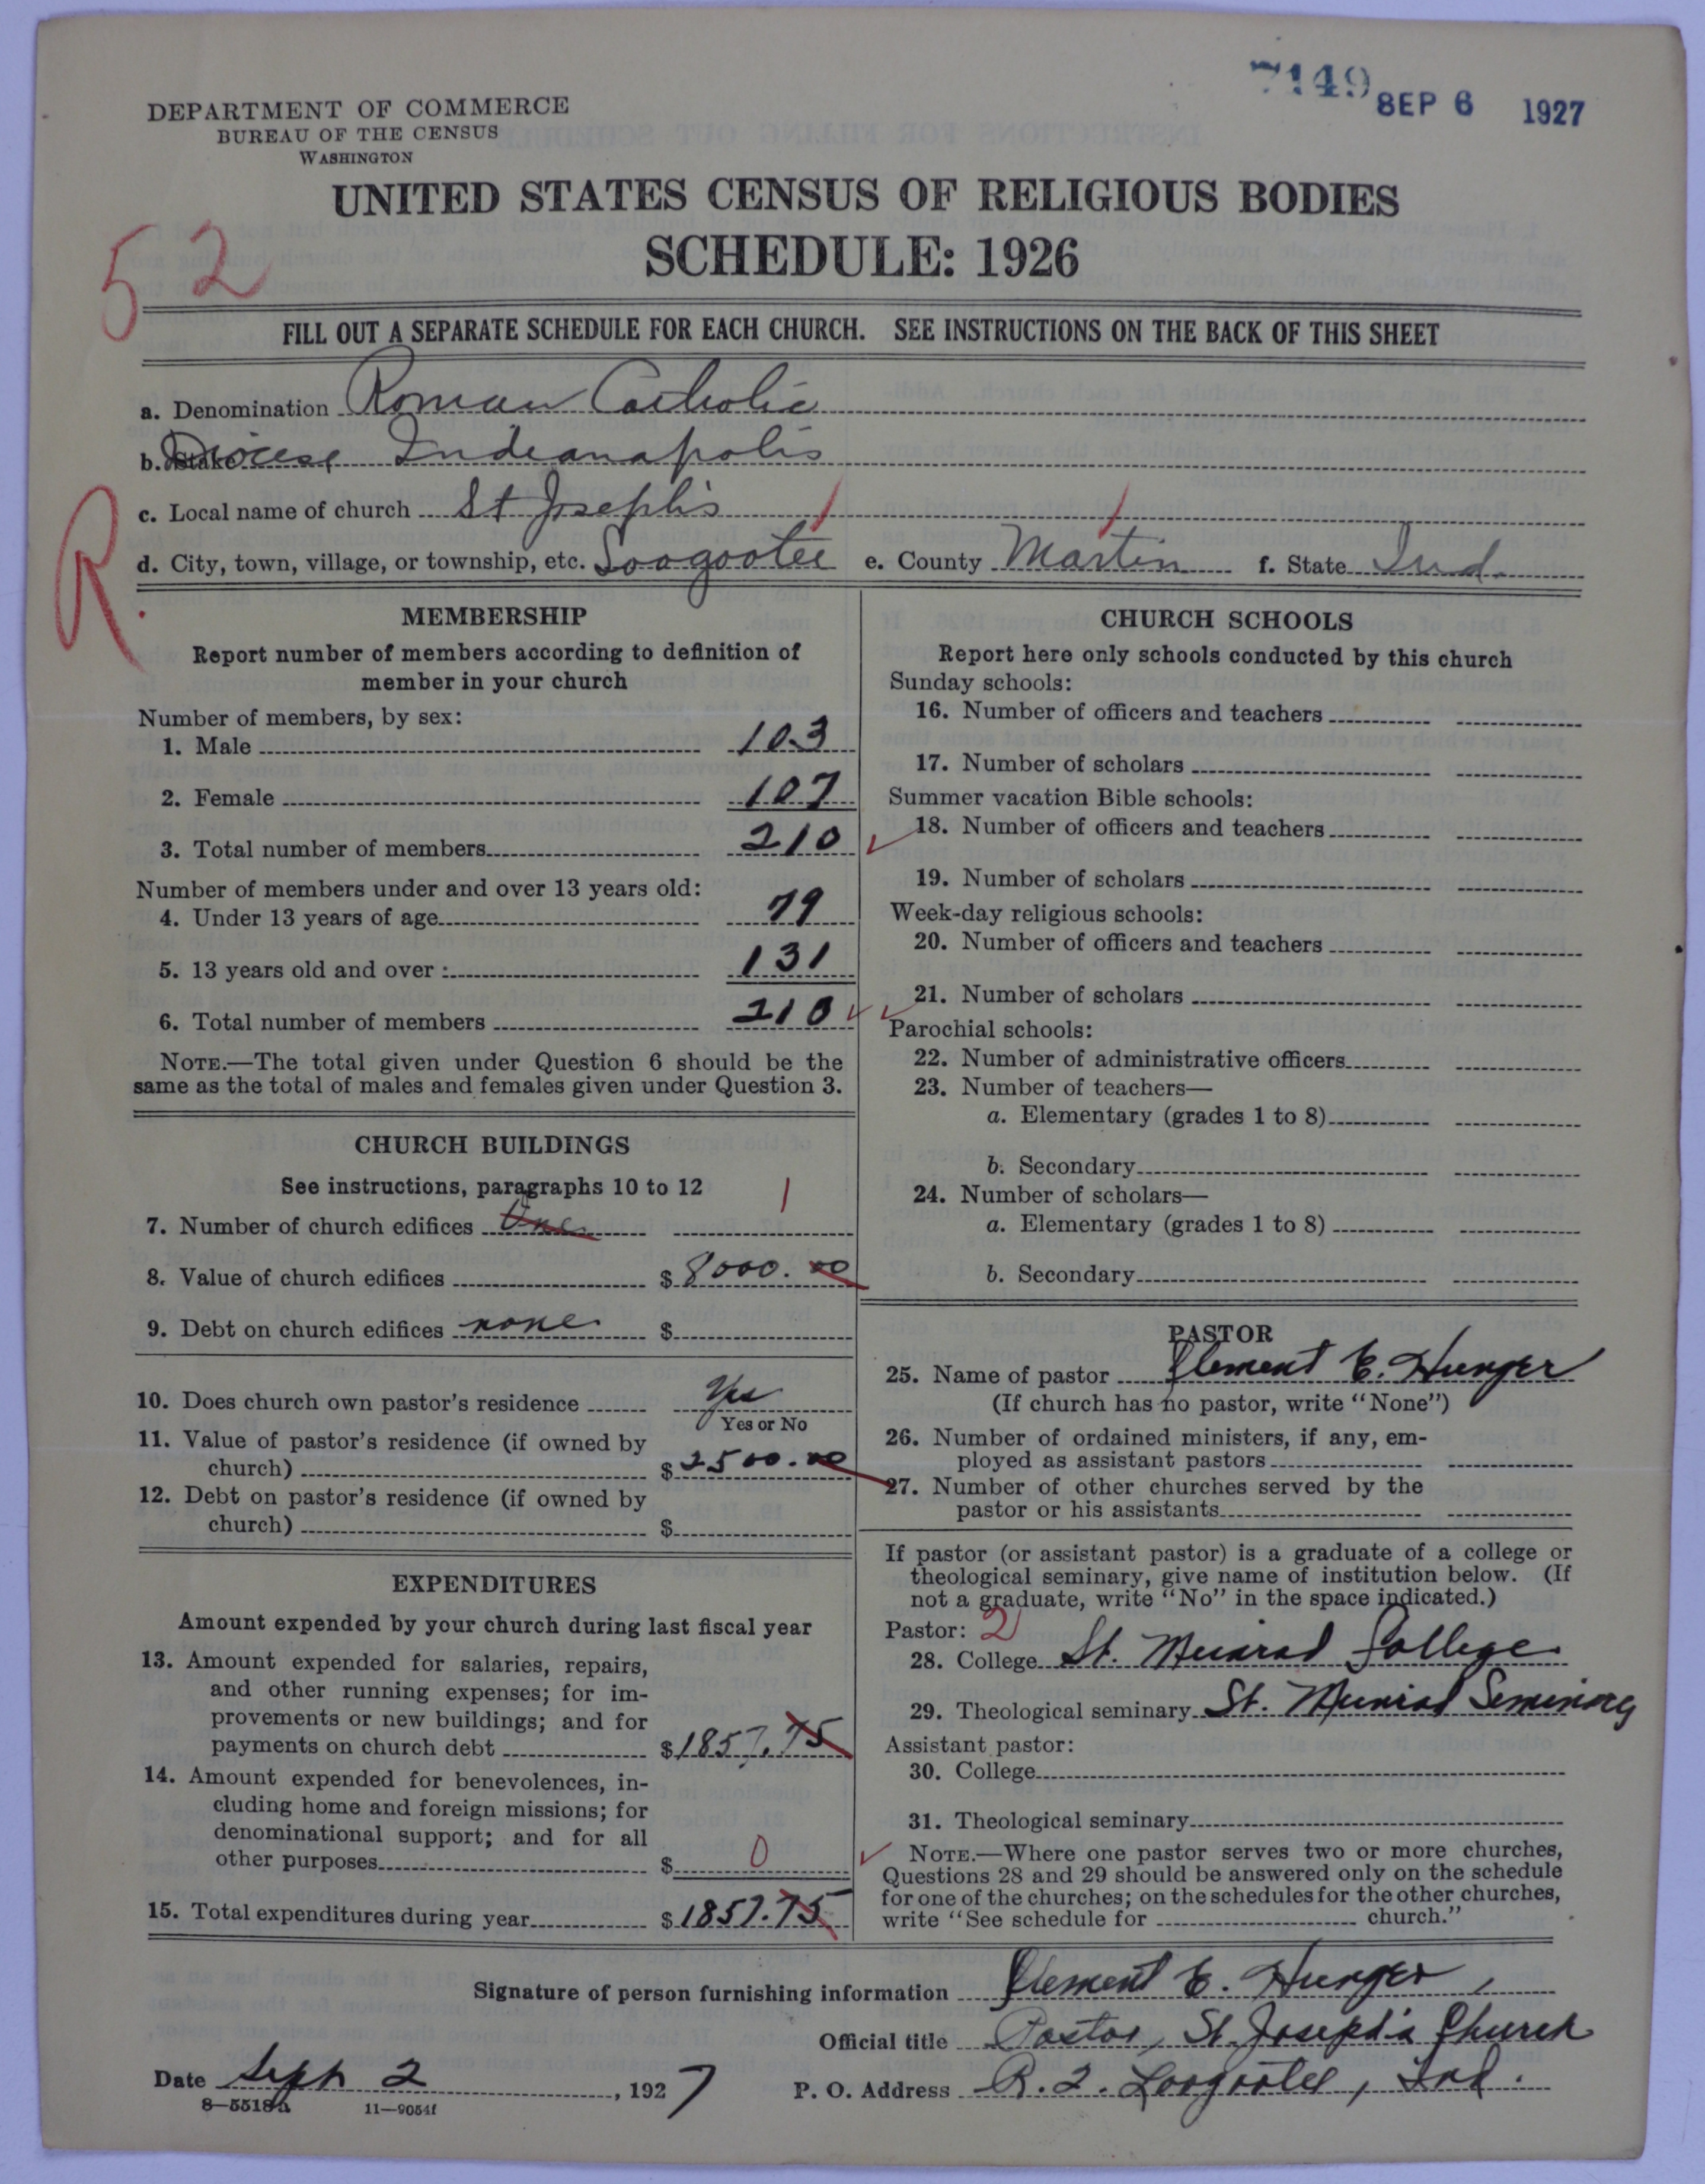 7149 SEP 6 1927
DEPARTMENT OF COMMERCE
BUREAU OF THE CENSUS
WASHINGTON
UNITED STATES CENSUS OF RELIGIOUS BODIES
SCHEDULE: 1926
52
FILL OUT A SEPARATE SCHEDULE FOR EACH CHURCH. SEE INSTRUCTIONS ON THE BACK OF THIS SHEET
a. Denomination Roman Catholic
b. Diocese Indianapolis
c. Local name of church St Joseph's
R.
d. City, town, village, or township, etc. Loogootee e. County Martin f. State Ind.
MEMBERSHIP
Report number of members according to definition of
member in your church
Number of members, by sex:
1. Male 103
2. Female 107
3. Total number of members 210
Number of members under and over 13 years old:
4. Under 13 years of age 79
5. 13 years old and over: 131
6. Total number of members 210
NOTE.—The total given under Question 6 should be the
same as the total of males and females given under Question 3.
CHURCH BUILDINGS
See instructions, paragraphs 10 to 12
7. Number of church edifices One 1
8. Value of church edifices $ 8000.00
9. Debt on church edifices none $
10. Does church own pastor's residence Yes
Yes or No
11. Value of pastor's residence (if owned by
church) $ 2500.00
12. Debt on pastor's residence (if owned by
church) $
EXPENDITURES
Amount expended by your church during last fiscal year
13. Amount expended for salaries, repairs,
and other running expenses; for im-
provements or new buildings; and for
payments on church debt $ 1857.75
14. Amount expended for benevolences, in-
cluding home and foreign missions; for
denominational support; and for all
other purposes $ 0
15. Total expenditures during year $ 1857.75
CHURCH SCHOOLS
Report here only schools conducted by this church
Sunday schools:
16. Number of officers and teachers
17. Number of scholars
Summer vacation Bible schools:
18. Number of officers and teachers
19. Number of scholars
Week-day religious schools:
20. Number of officers and teachers
21. Number of scholars
Parochial schools:
22. Number of administrative officers
23. Number of teachers—
a. Elementary (grades 1 to 8)
b. Secondary
24. Number of scholars—
a. Elementary (grades 1 to 8)
b. Secondary
PASTOR
25. Name of pastor Clement E. Hunger
(If church has no pastor, write "None")
26. Number of ordained ministers, if any, em-
ployed as assistant pastors
27. Number of other churches served by the
pastor or his assistants
If pastor (or assistant pastor) is a graduate of a college or
theological seminary, give name of institution below. (If
not a graduate, write "No" in the space indicated.)
Pastor: 2
28. College St. Meinrad College
29. Theological seminary St. Meinrad Seminary
Assistant pastor:
30. College
31. Theological seminary
NOTE.—Where one pastor serves two or more churches,
Questions 28 and 29 should be answered only on the schedule
for one of the churches; on the schedules for the other churches,
write "See schedule for church."
Signature of person furnishing information Clement E. Hunger,
Official title Pastor, St. Joseph's Church
Date Sept 2, 1927 P. O. Address R. 2. Loogootee, Ind.
8—5518a 11—9054f